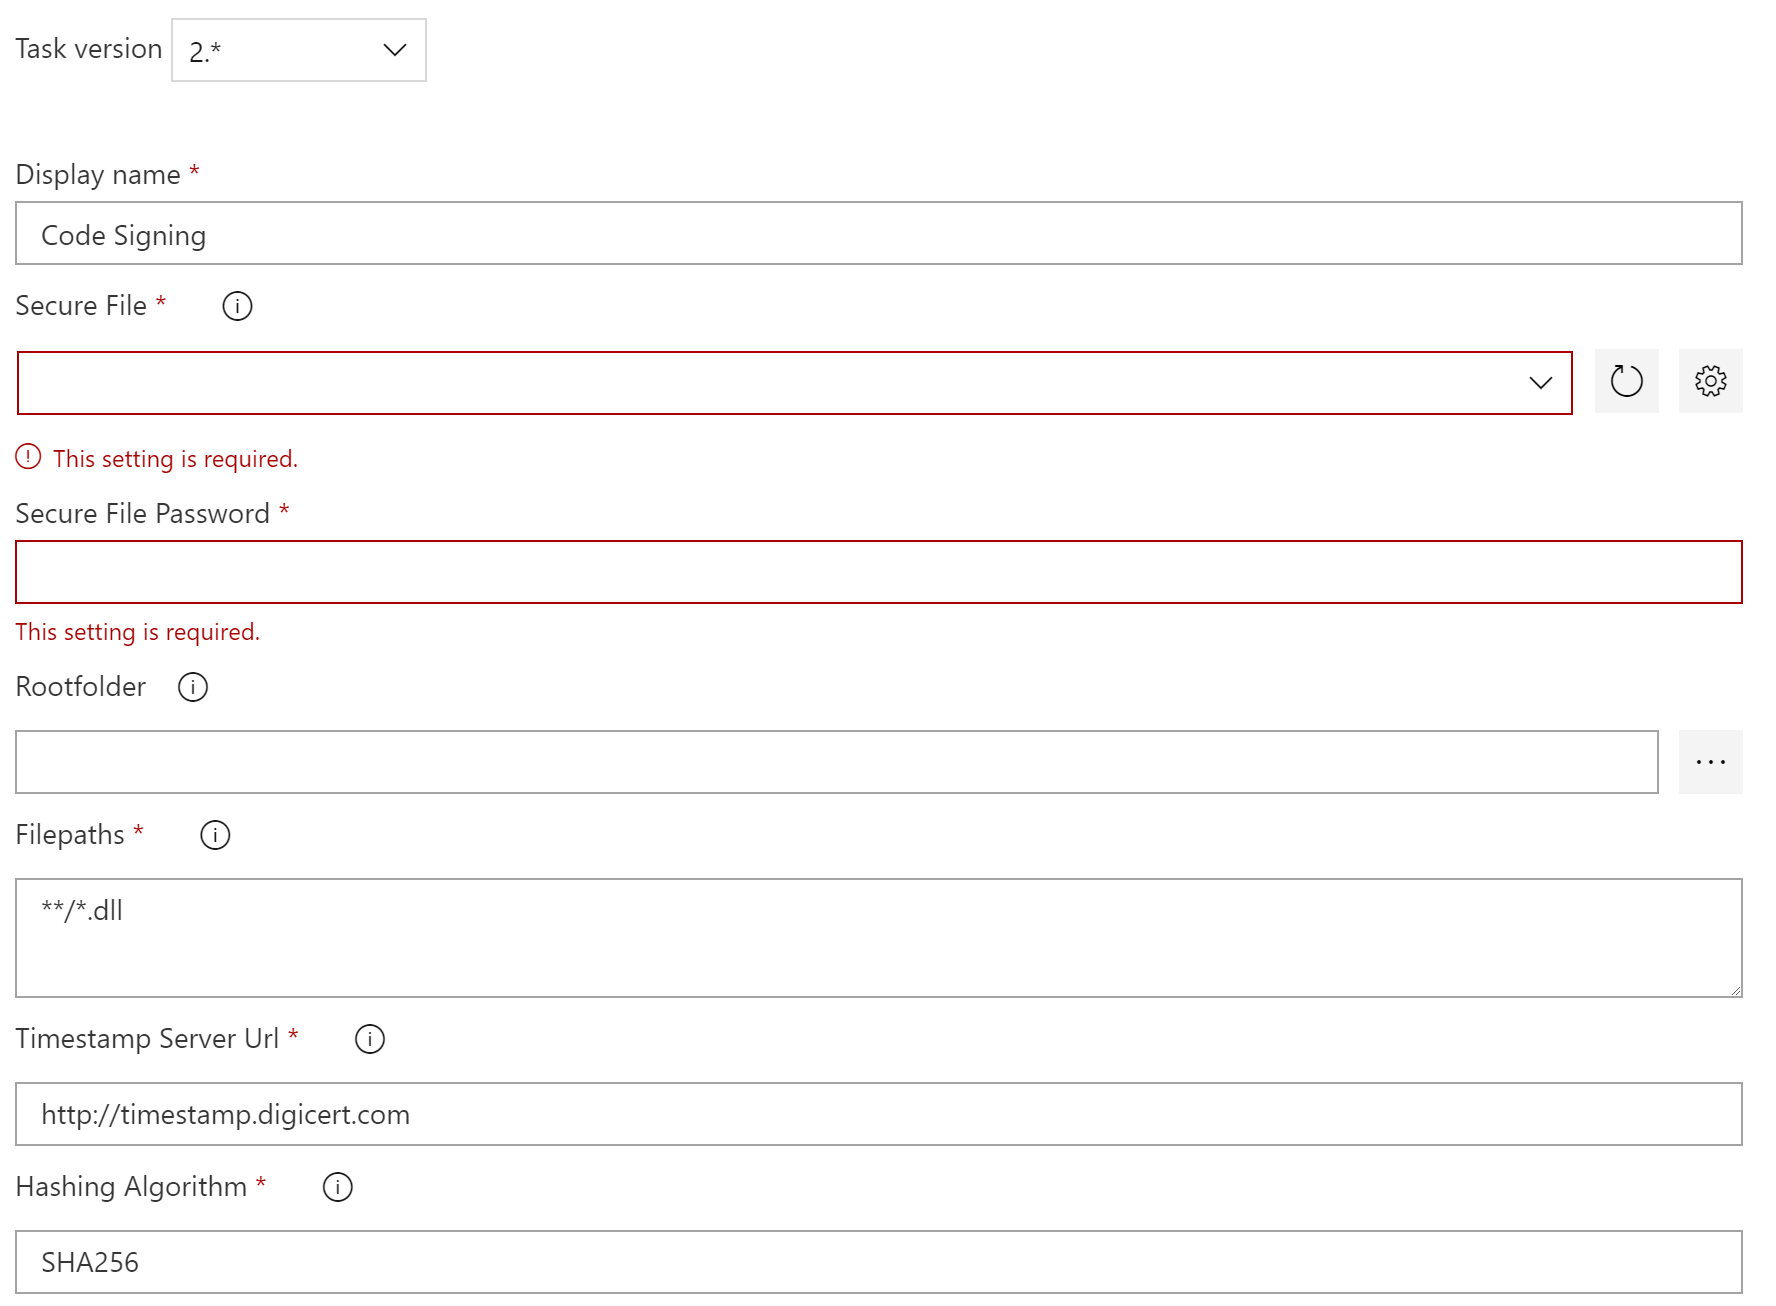 Task version 2.*
Display name *
Code Signing
Secure File *
This setting is required.
Secure File Password *
This setting is required.
Rootfolder
...
Filepaths *
**/*.dll
Timestamp Server Url *
http://timestamp.digicert.com
Hashing Algorithm *
SHA256